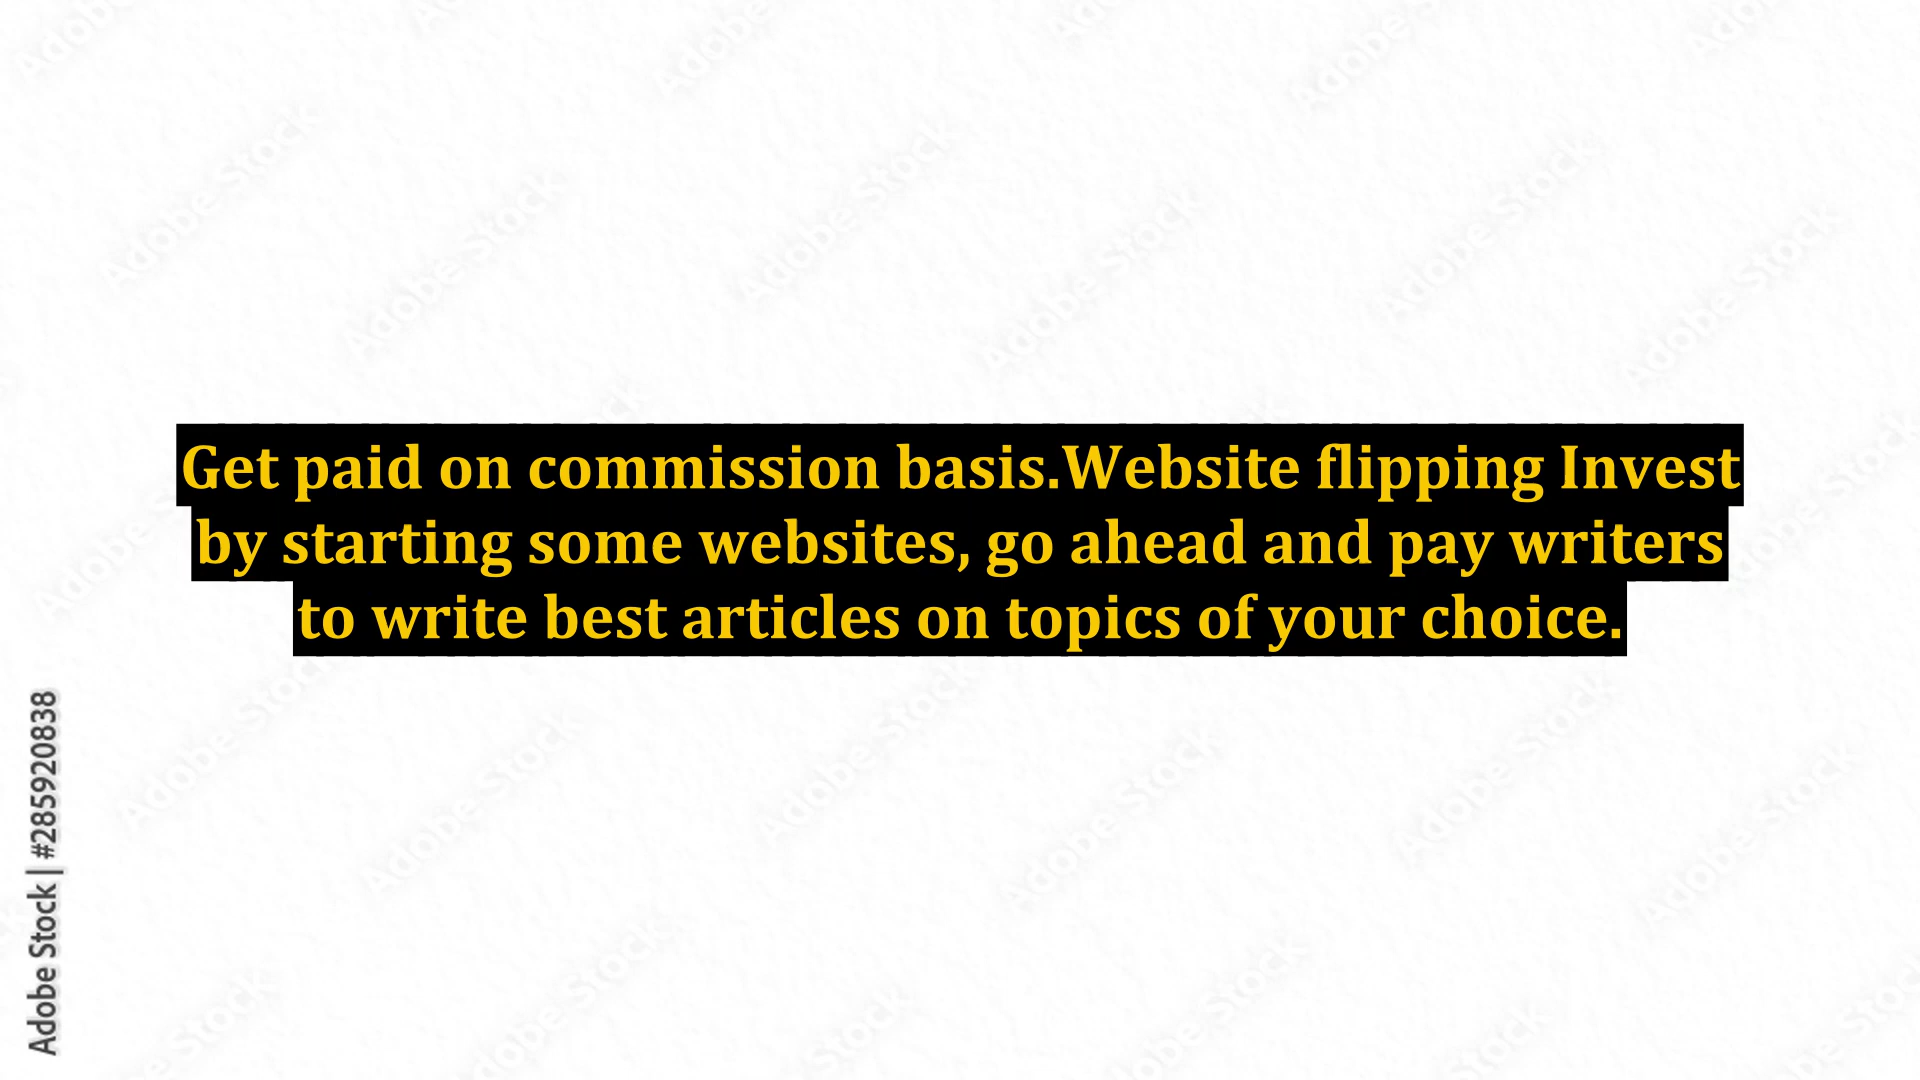 Get paid on commission basis.Website flipping Invest
by starting some websites, go ahead and pay writers
to write best articles on topics of your choice.
Adobe Stock | #285920838